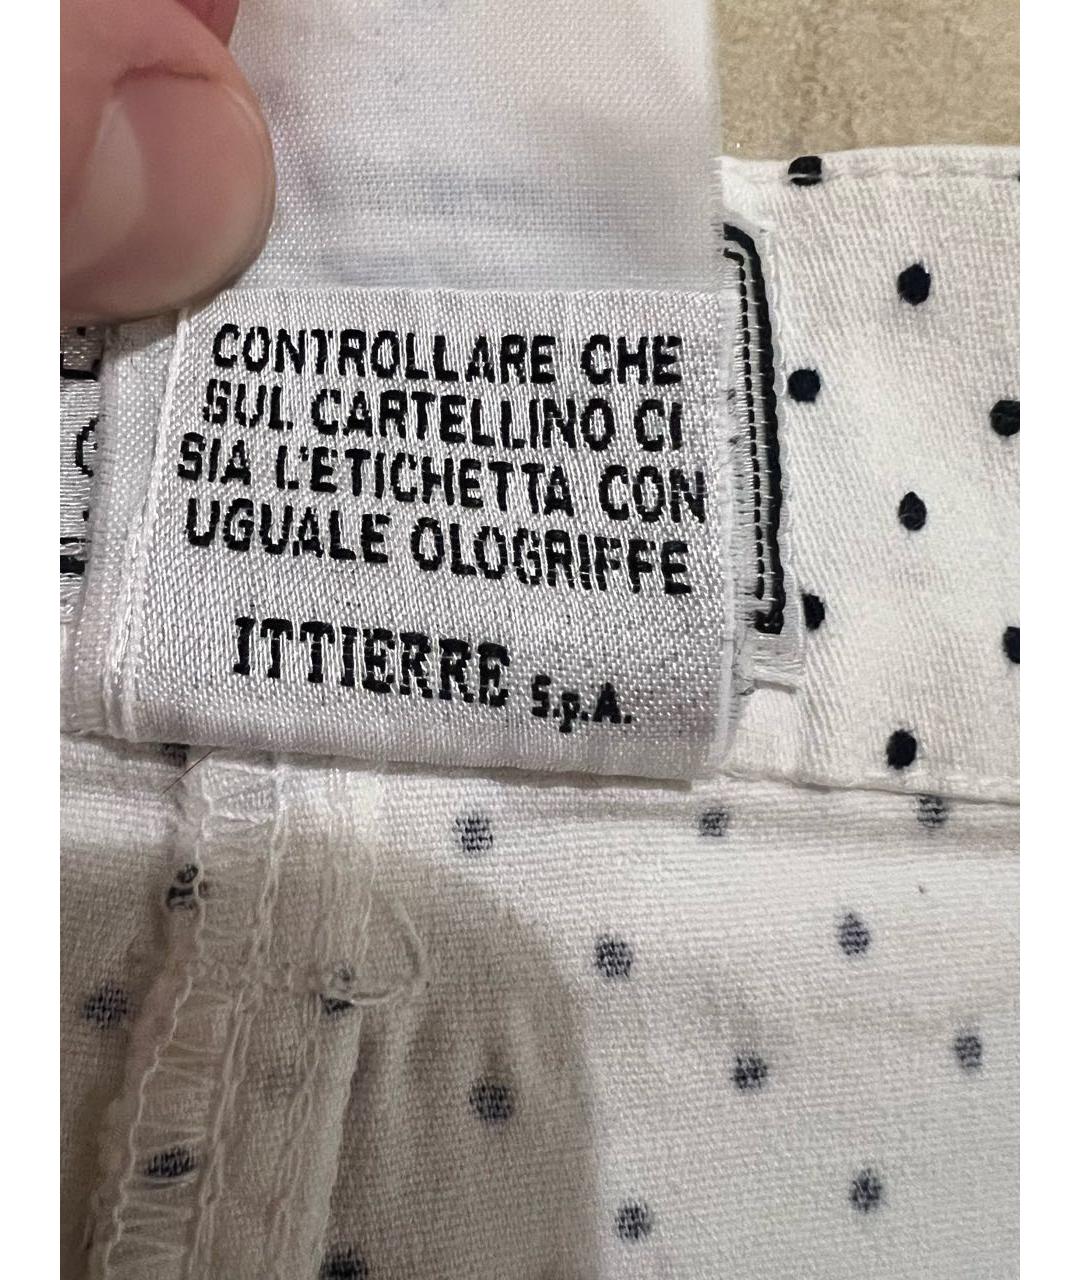 CONTROLLARE CHE
SUL CARTELLINO CI
SIA L'ETICHETTA CON
UGUALE OLOGRIFFE
ITTIERRE S.p.A.